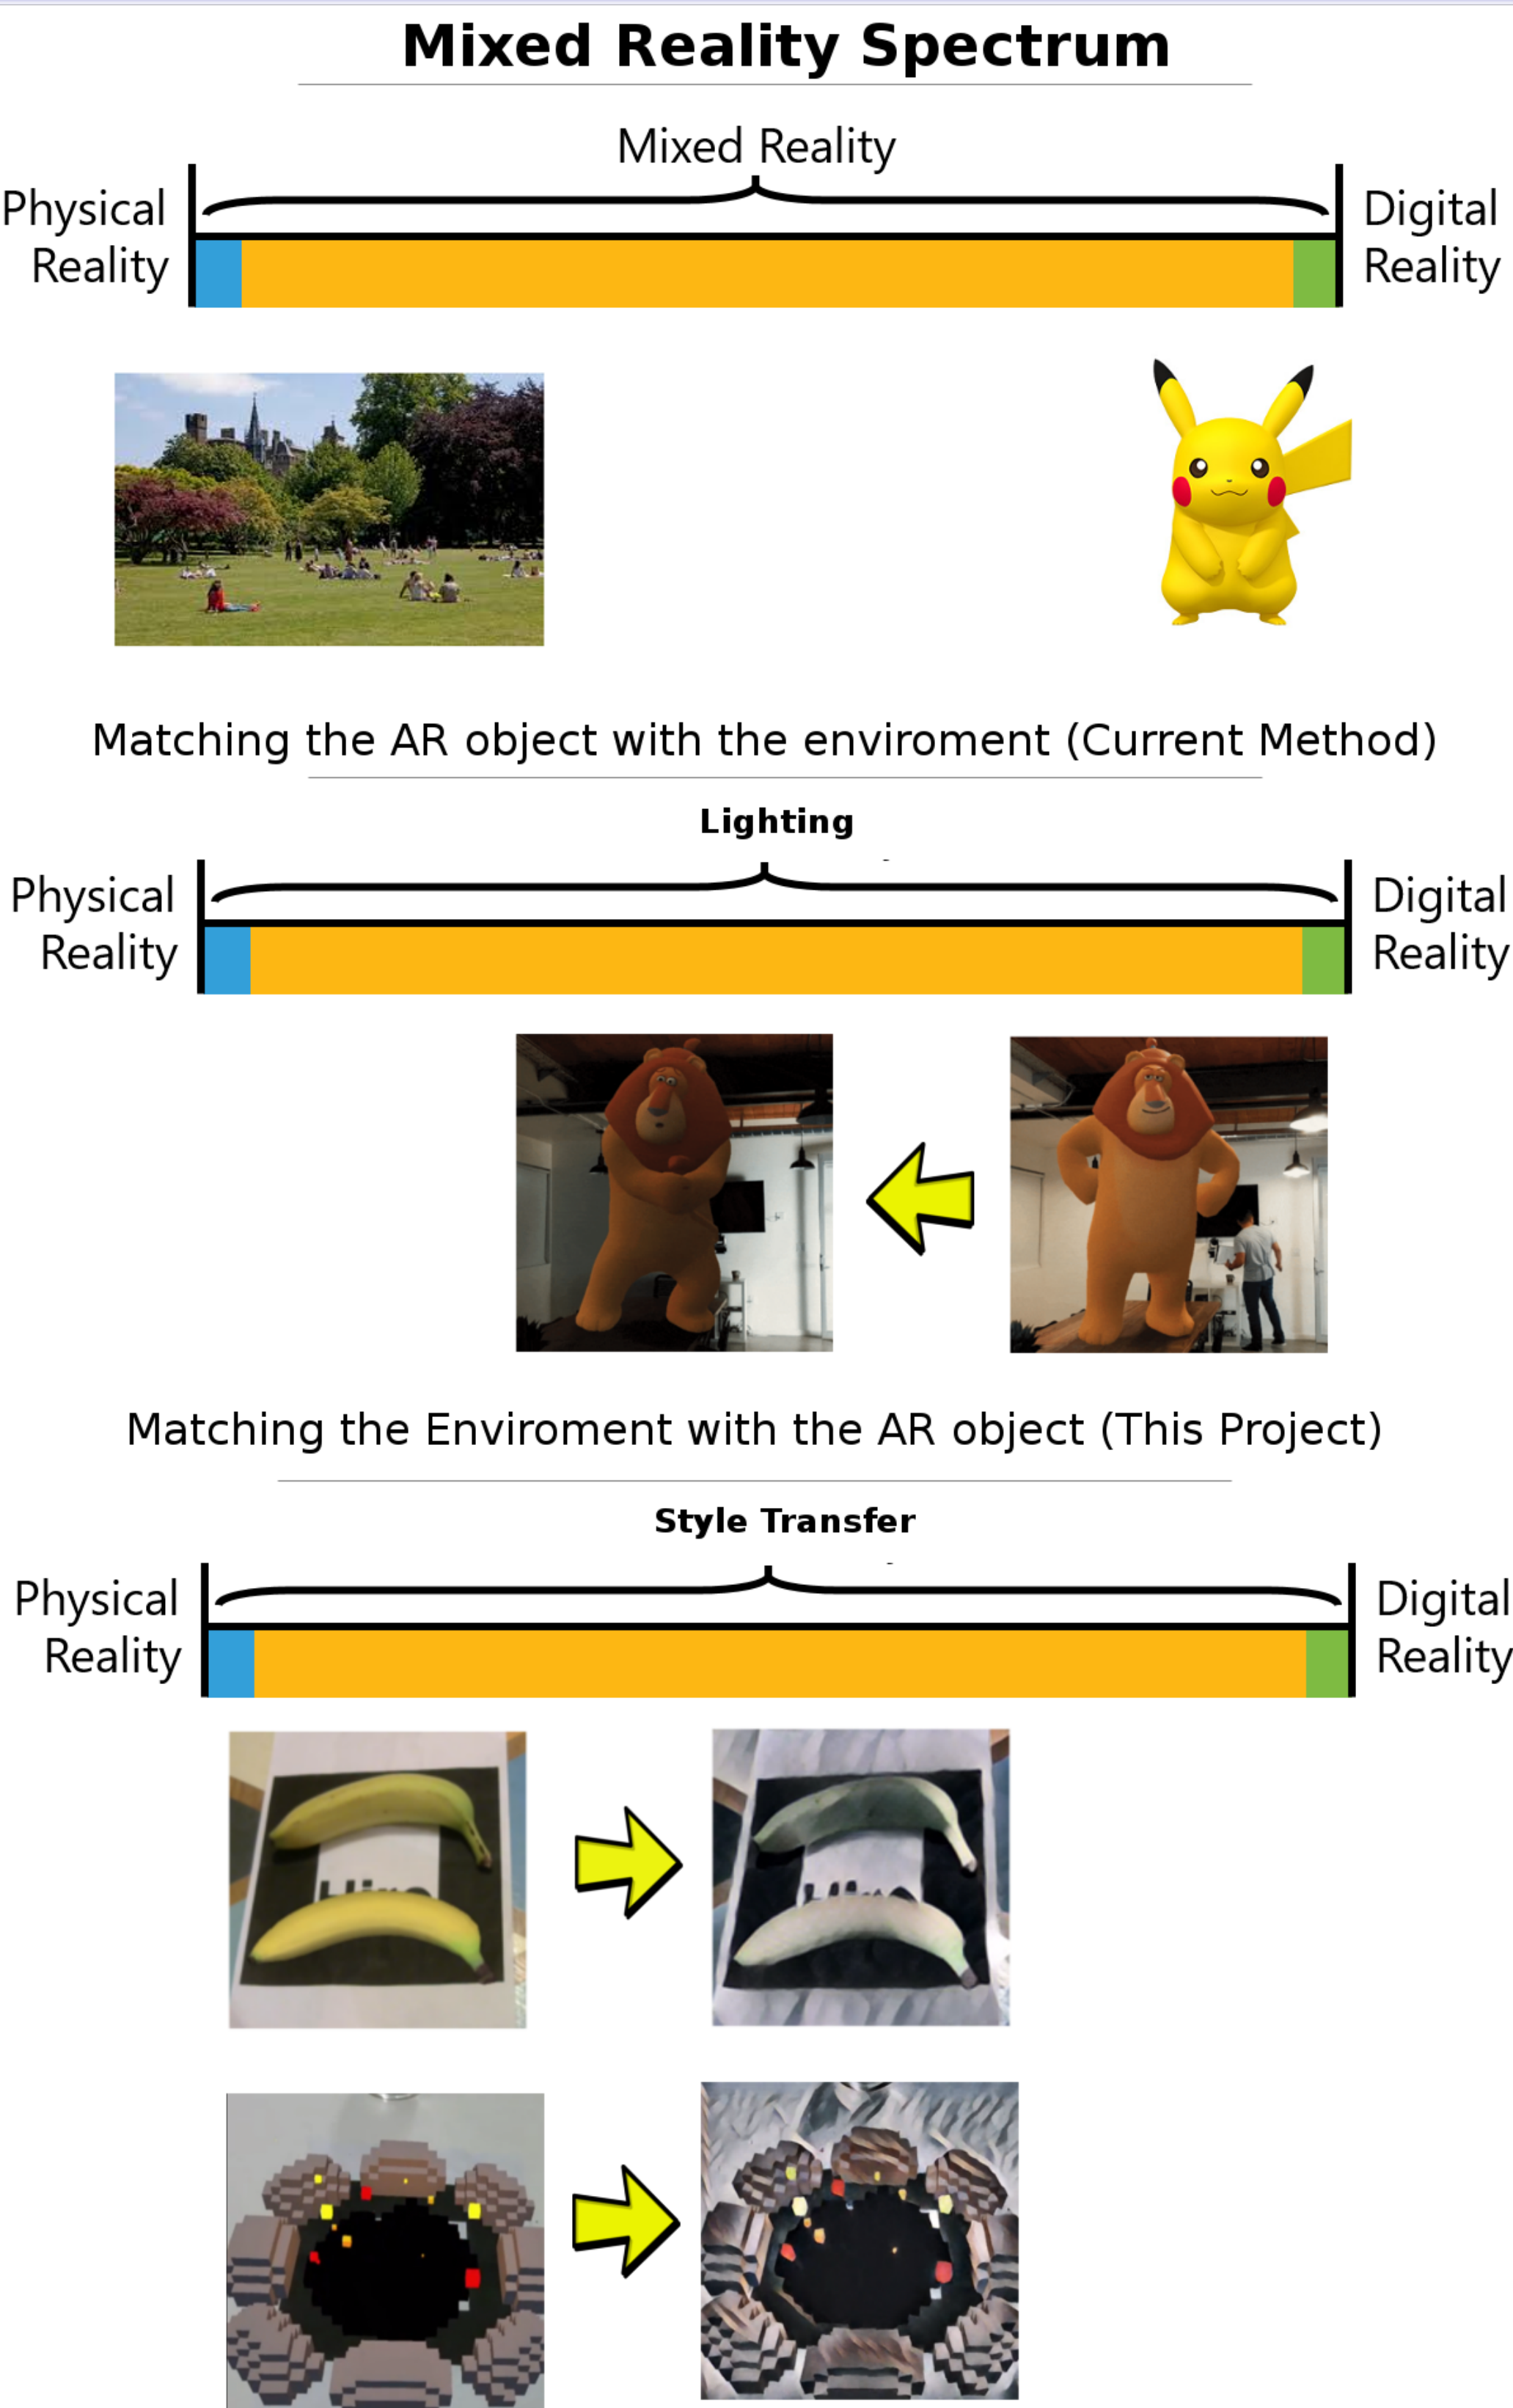 Mixed Reality Spectrum
Mixed Reality
Physical
Reality
Digital
Reality
Matching the AR object with the enviroment (Current Method)
Lighting
Physical
Reality
Digital
Reality
Matching the Enviroment with the AR object (This Project)
Style Transfer
Physical
Reality
Digital
Reality